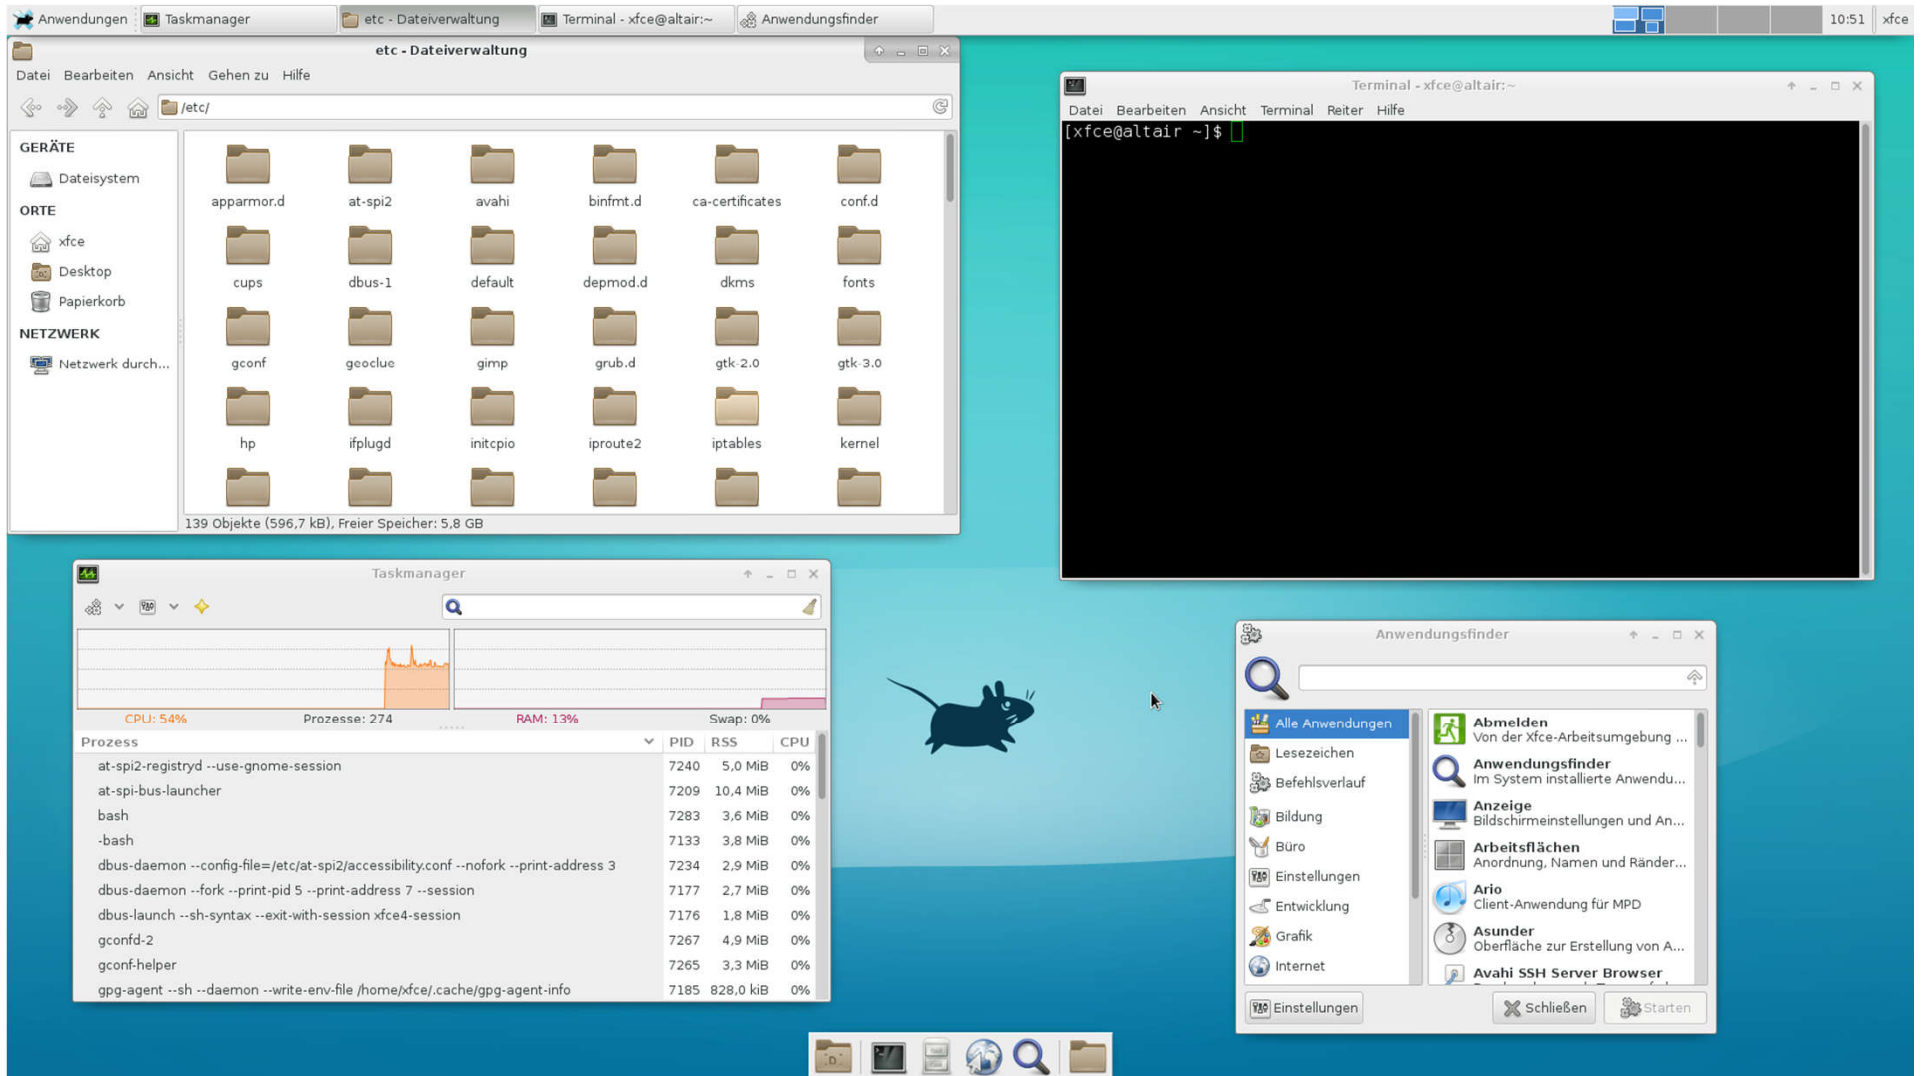 Anwendungen
Taskmanager
etc - Dateiverwaltung
Terminal - xfce@altair:~
Anwendungsfinder
10:51
xfce
etc - Dateiverwaltung
Datei Bearbeiten Ansicht Gehen zu Hilfe
/etc/
GERÄTE
Dateisystem
ORTE
xfce
Desktop
Papierkorb
NETZWERK
Netzwerk durch...
apparmor.d at-spi2 avahi binfmt.d ca-certificates conf.d
cups dbus-1 default depmod.d dkms fonts
gconf geoclue gimp grub.d gtk-2.0 gtk-3.0
hp ifplugd initcpio iproute2 iptables kernel
139 Objekte (596,7 kB), Freier Speicher: 5,8 GB
Terminal - xfce@altair:~
Datei Bearbeiten Ansicht Terminal Reiter Hilfe
[xfce@altair ~]$
Taskmanager
CPU: 54% Prozesse: 274 RAM: 13% Swap: 0%
Prozess PID RSS CPU
at-spi2-registryd --use-gnome-session 7240 5,0 MiB 0%
at-spi-bus-launcher 7209 10,4 MiB 0%
bash 7283 3,6 MiB 0%
-bash 7133 3,8 MiB 0%
dbus-daemon --config-file=/etc/at-spi2/accessibility.conf --nofork --print-address 3 7234 2,9 MiB 0%
dbus-daemon --fork --print-pid 5 --print-address 7 --session 7177 2,7 MiB 0%
dbus-launch --sh-syntax --exit-with-session xfce4-session 7176 1,8 MiB 0%
gconfd-2 7267 4,9 MiB 0%
gconf-helper 7265 3,3 MiB 0%
gpg-agent --sh --daemon --write-env-file /home/xfce/.cache/gpg-agent-info 7185 828,0 kiB 0%
Anwendungsfinder
Alle Anwendungen
Lesezeichen
Befehlsverlauf
Bildung
Büro
Einstellungen
Entwicklung
Grafik
Internet
Abmelden
Von der Xfce-Arbeitsumgebung ...
Anwendungsfinder
Im System installierte Anwendu...
Anzeige
Bildschirmeinstellungen und An...
Arbeitsflächen
Anordnung, Namen und Ränder...
Ario
Client-Anwendung für MPD
Asunder
Oberfläche zur Erstellung von A...
Avahi SSH Server Browser
Einstellungen
Schließen
Starten